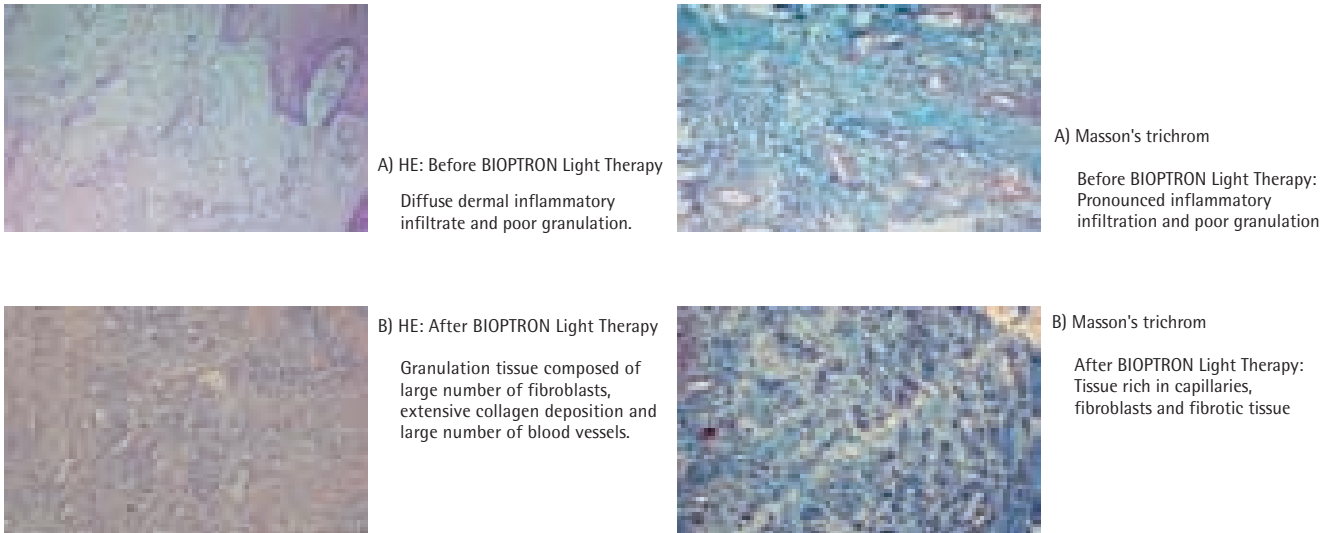 A) HE: Before BIOPTRON Light Therapy
Diffuse dermal inflammatory
infiltrate and poor granulation.
A) Masson's trichrom
Before BIOPTRON Light Therapy:
Pronounced inflammatory
infiltration and poor granulation
B) HE: After BIOPTRON Light Therapy
Granulation tissue composed of
large number of fibroblasts,
extensive collagen deposition and
large number of blood vessels.
B) Masson's trichrom
After BIOPTRON Light Therapy:
Tissue rich in capillaries,
fibroblasts and fibrotic tissue